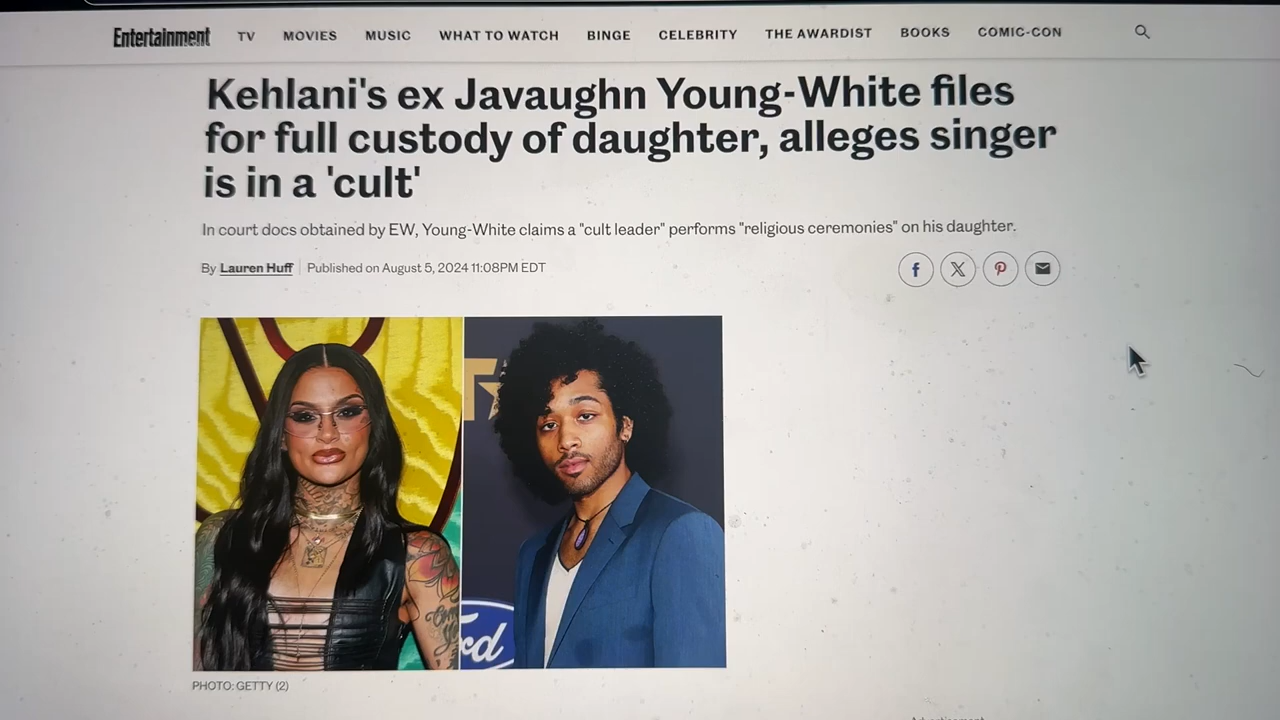 Entertainment TV MOVIES MUSIC WHAT TO WATCH BINGE CELEBRITY THE AWARDIST BOOKS COMIC-CON
Kehlani's ex Javaughn Young-White files
for full custody of daughter, alleges singer
is in a 'cult'
In court docs obtained by EW, Young-White claims a "cult leader" performs "religious ceremonies" on his daughter.
By Lauren Huff Published on August 5, 2024 11:08PM EDT
PHOTO: GETTY (2)